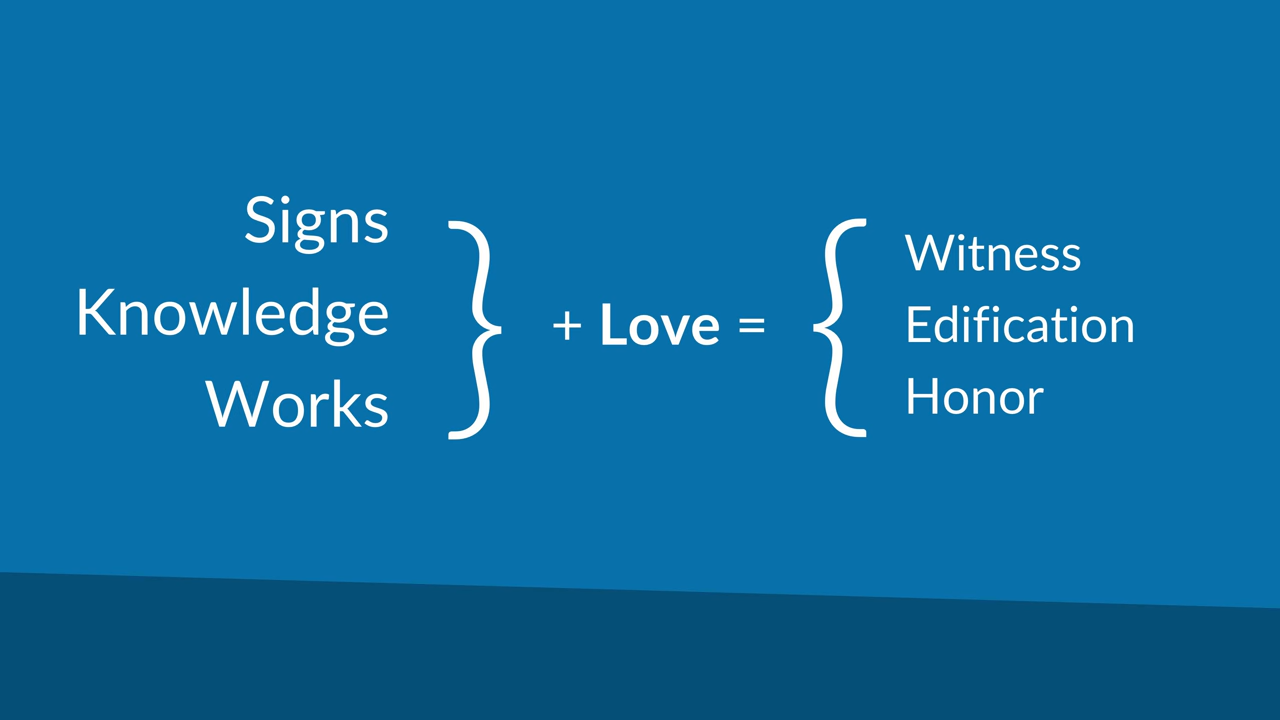 Signs
Knowledge
Works
} + Love = {
Witness
Edification
Honor